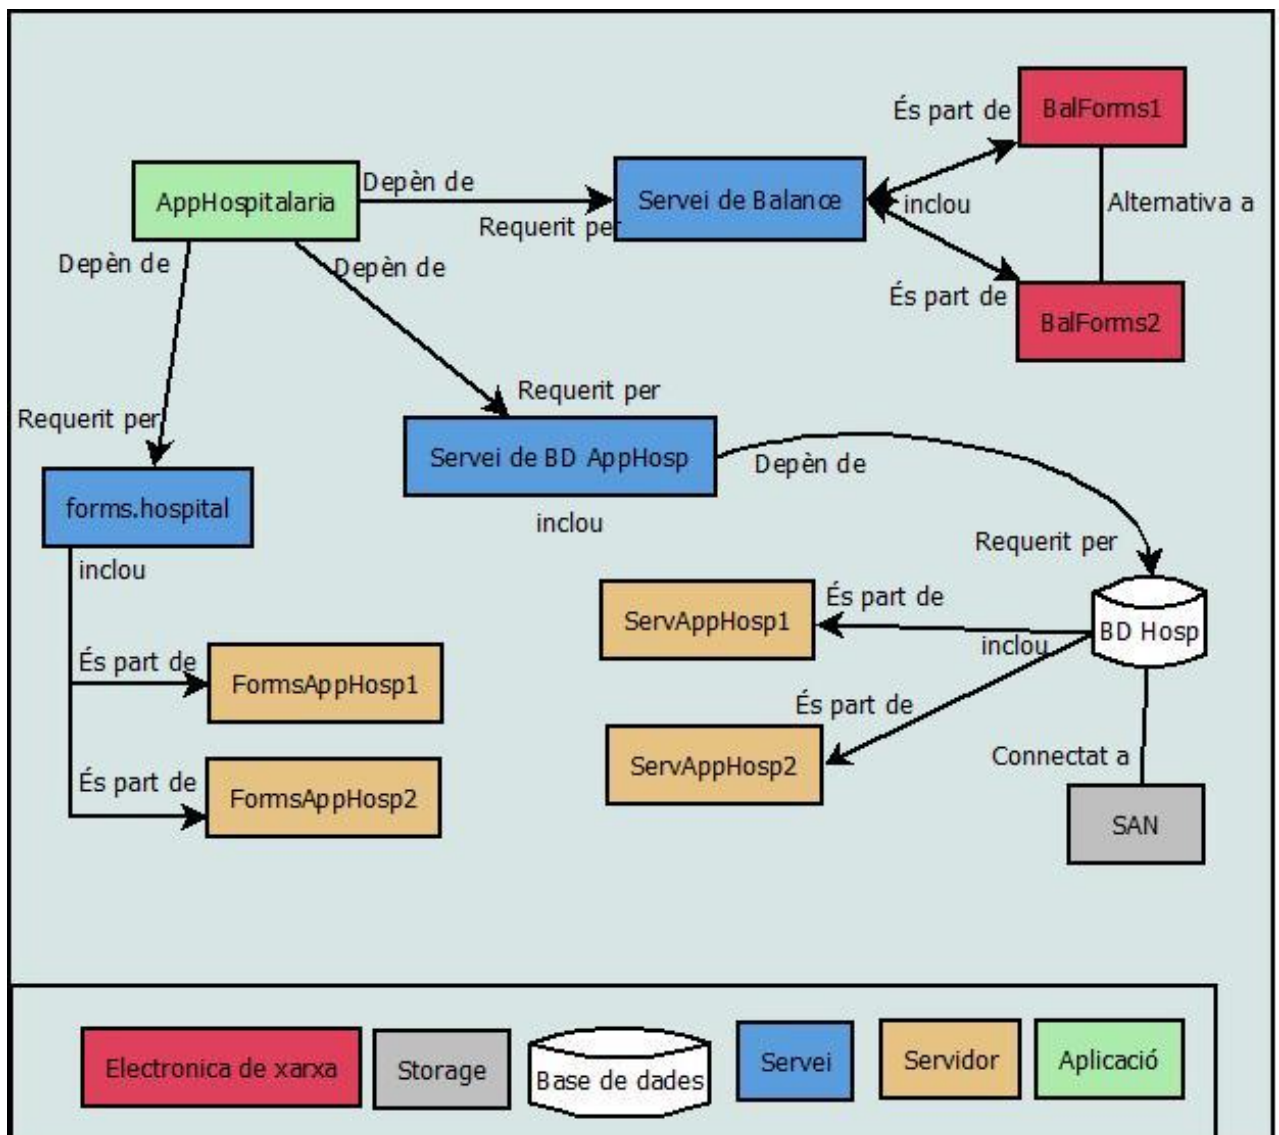 És part de
BalForms1
AppHospitalaria
Depèn de
Servei de Balance
inclou
Alternativa a
Requerit per
Depèn de
Depèn de
És part de
BalForms2
Requerit per
Requerit per
Servei de BD AppHosp
Depèn de
forms.hospital
inclou
Requerit per
inclou
ServAppHosp1
És part de
BD Hosp
inclou
És part de
FormsAppHosp1
És part de
ServAppHosp2
Connectat a
És part de
FormsAppHosp2
SAN
Electronica de xarxa
Storage
Base de dades
Servei
Servidor
Aplicació